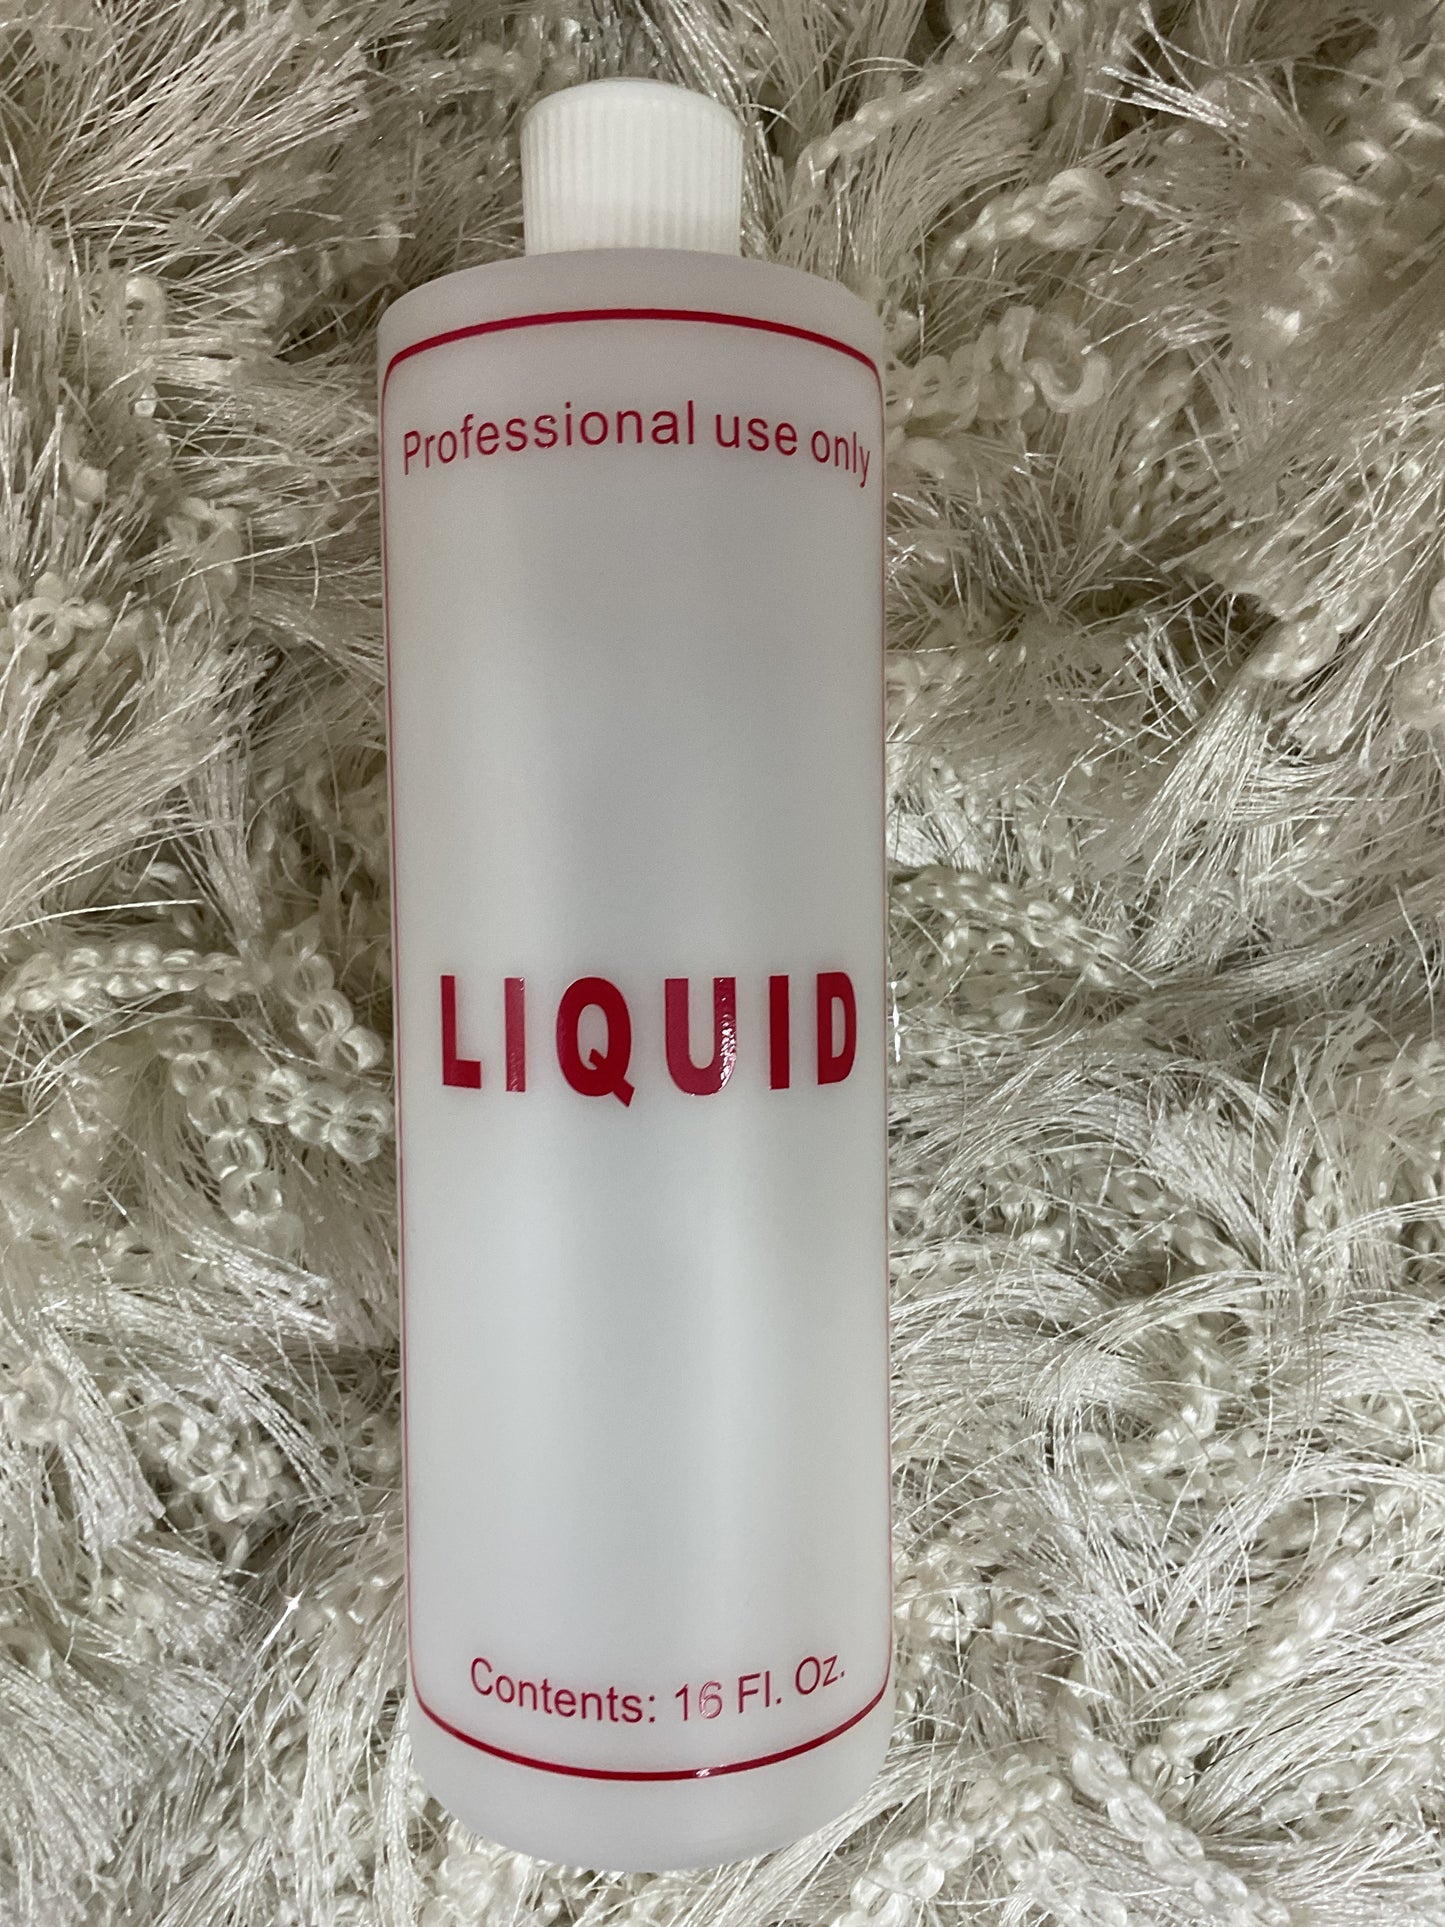 Professional use only
LIQUID
Contents: 16 Fl. Oz.